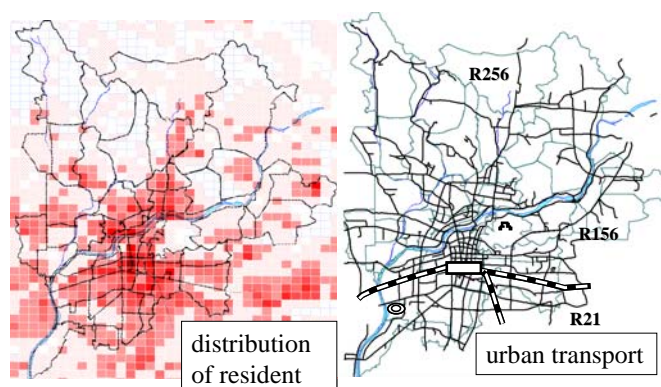 distribution
of resident
R256
R156
R21
urban transport